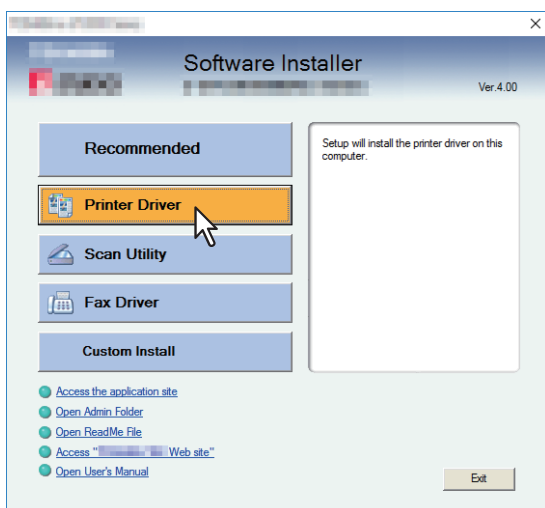 Software Installer
Ver.4.00
Recommended
Setup will install the printer driver on this
computer.
Printer Driver
Scan Utility
Fax Driver
Custom Install
Access the application site
Open Admin Folder
Open ReadMe File
Access " Web site"
Open User's Manual
Exit